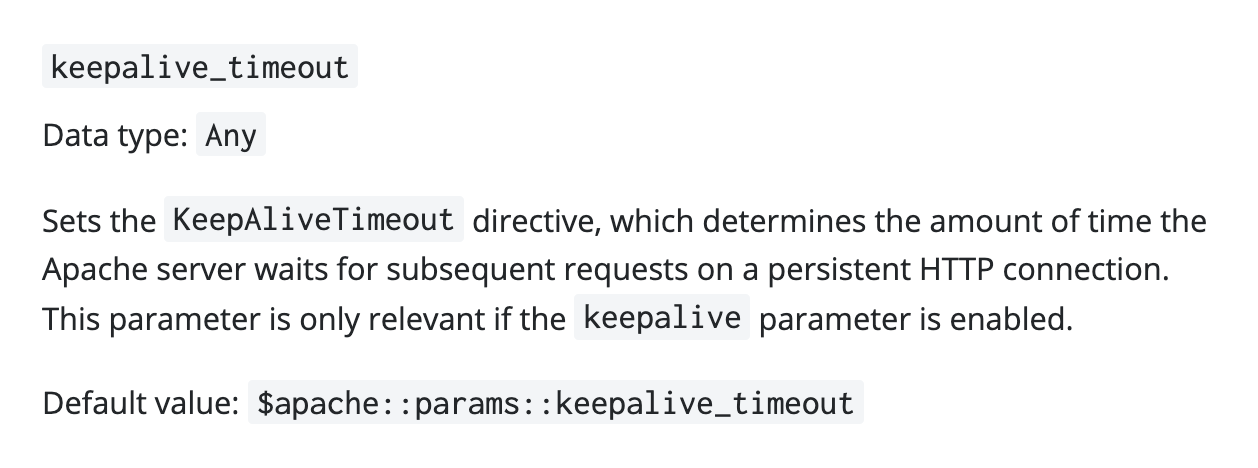 keepalive_timeout
Data type: Any
Sets the KeepAliveTimeout directive, which determines the amount of time the
Apache server waits for subsequent requests on a persistent HTTP connection.
This parameter is only relevant if the keepalive parameter is enabled.
Default value: $apache::params::keepalive_timeout